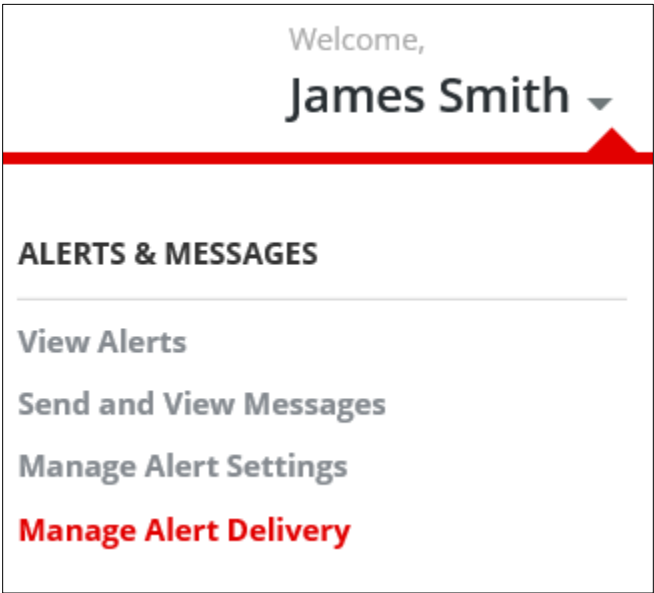 Welcome,
James Smith
ALERTS & MESSAGES
View Alerts
Send and View Messages
Manage Alert Settings
Manage Alert Delivery